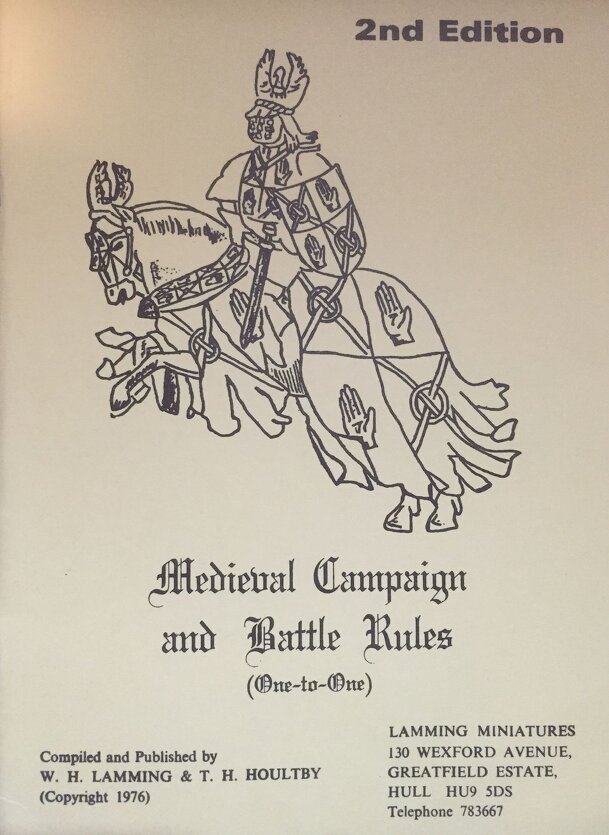 2nd Edition
Medieval Campaign
and Battle Rules
(One-to-One)
Compiled and Published by
W. H. LAMMING & T. H. HOULTBY
(Copyright 1976)
LAMMING MINIATURES
130 WEXFORD AVENUE,
GREATFIELD ESTATE,
HULL HU9 5DS
Telephone 783667